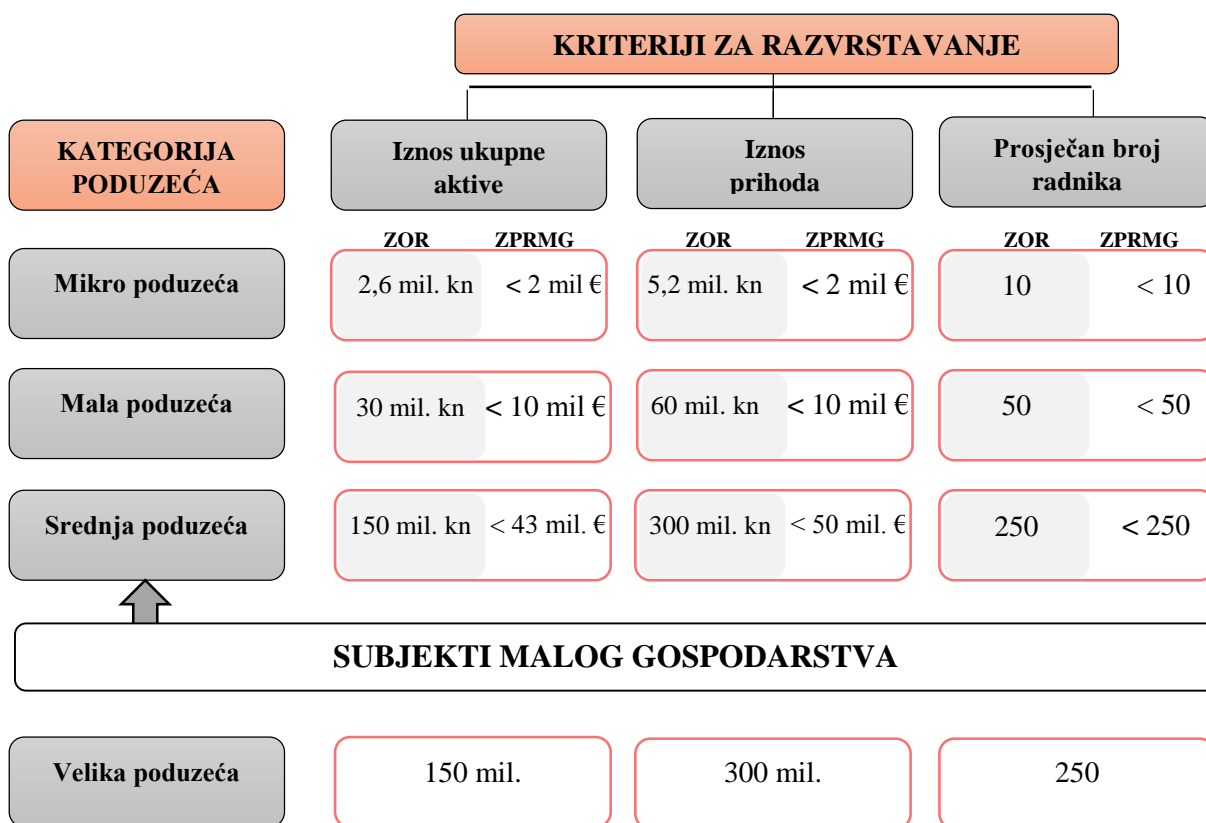 KRITERIJI ZA RAZVRSTAVANJE
KATEGORIJA
PODUZEĆA
Iznos ukupne
aktive
Iznos
prihoda
Prosječan broj
radnika
ZOR ZPRMG ZOR ZPRMG ZOR ZPRMG
Mikro poduzeća 2,6 mil. kn < 2 mil € 5,2 mil. kn < 2 mil € 10 < 10
Mala poduzeća 30 mil. kn < 10 mil € 60 mil. kn < 10 mil € 50 < 50
Srednja poduzeća 150 mil. kn < 43 mil. € 300 mil. kn < 50 mil. € 250 < 250
SUBJEKTI MALOG GOSPODARSTVA
Velika poduzeća 150 mil. 300 mil. 250